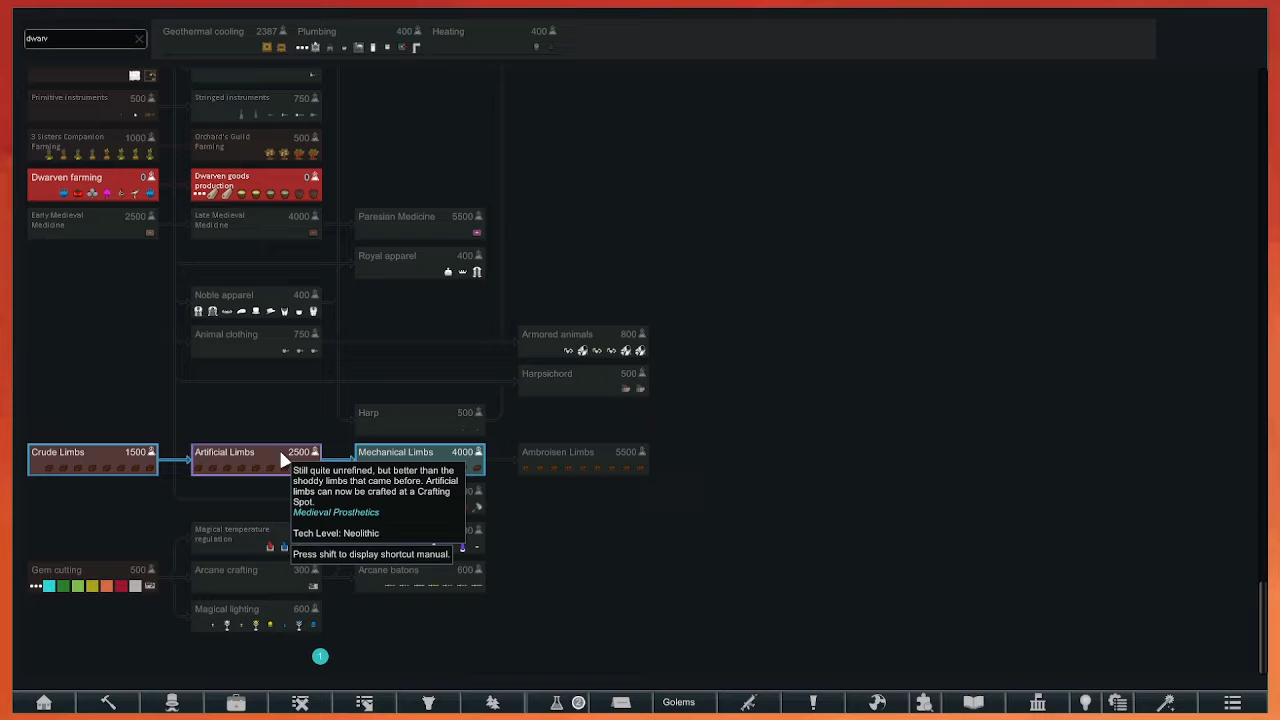 dwarv
Geothermal cooling 2387
Plumbing 400
Heating 400
Primitive instruments 500
Stringed instruments 750
3 Sisters Companion Farming 1000
Orchard's Guild Farming 500
Dwarven farming 0
Dwarven goods production 0
Early Medieval Medicine 2500
Late Medieval Medicine 4000
Paresian Medicine 5500
Royal apparel 400
Noble apparel 400
Animal clothing 750
Armored animals 800
Harpsichord 500
Harp 500
Crude Limbs 1500
Artificial Limbs 2500
Mechanical Limbs 4000
Ambroisen Limbs 5500
Still quite unrefined, but better than the
shoddy limbs that came before. Artificial
limbs can now be crafted at a Crafting
Spot.
Medieval Prosthetics
Tech Level: Neolithic
Press shift to display shortcut manual.
Magical temperature regulation
Gem cutting 500
Arcane crafting 300
Arcane batons 600
Magical lighting 600
1
2
Golems